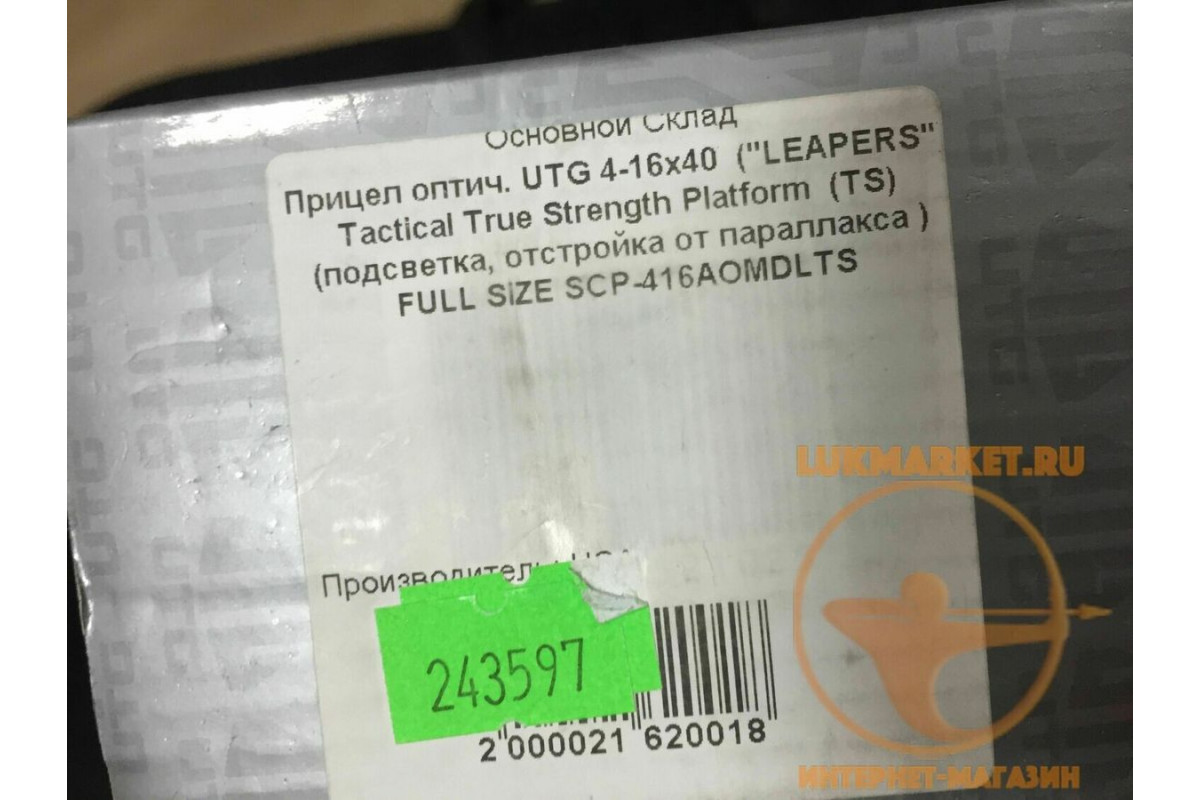 Основной Склад
Прицел оптич. UTG 4-16x40 ("LEAPERS"
Tactical True Strength Platform (TS)
(подсветка, отстройка от параллакса )
FULL SIZE SCP-416AOMDLTS
LUKMARKET.RU
Производитель:
243597
2 000021 620018
ИНТЕРНЕТ-МАГАЗИН